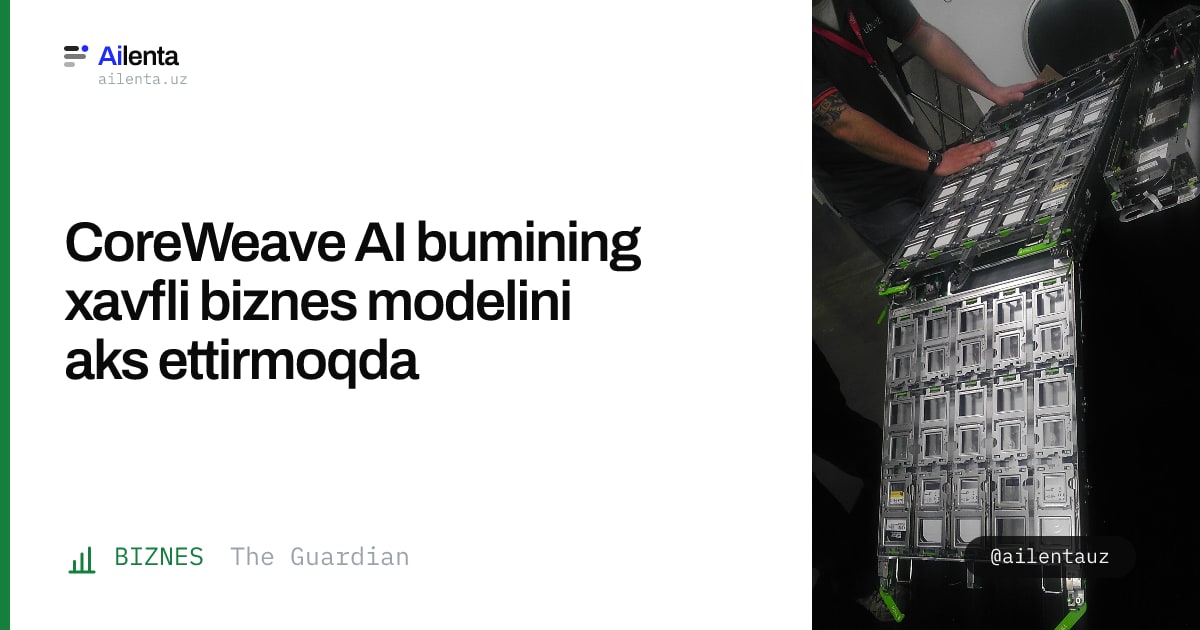 Ailenta
ailenta.uz
CoreWeave AI bumining
xavfli biznes modelini
aks ettirmoqda
BIZNES The Guardian
@ailentauz